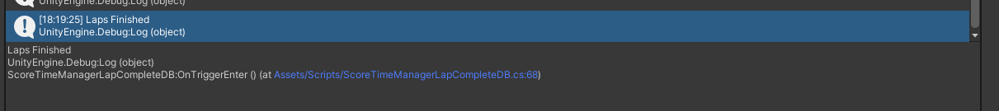 UnityEngine.Debug:Log (object)
[18:19:25] Laps Finished
UnityEngine.Debug:Log (object)
Laps Finished
UnityEngine.Debug:Log (object)
ScoreTimeManagerLapCompleteDB:OnTriggerEnter () (at Assets/Scripts/ScoreTimeManagerLapCompleteDB.cs:68)